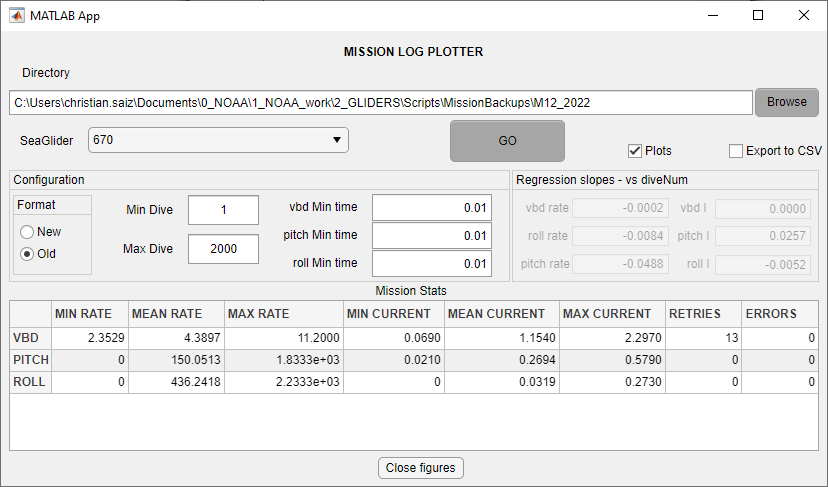 MATLAB App
MISSION LOG PLOTTER
Directory
C:\Users\christian.saiz\Documents\0_NOAA\1_NOAA_work\2_GLIDERS\Scripts\MissionBackups\M12_2022
Browse
SeaGlider
670
GO
Plots
Export to CSV
Configuration
Format
New
Old
Min Dive 1
Max Dive 2000
vbd Min time 0.01
pitch Min time 0.01
roll Min time 0.01
Regression slopes - vs diveNum
vbd rate -0.0002 vbd I 0.0000
roll rate -0.0084 pitch I 0.0257
pitch rate -0.0488 roll I -0.0052
Mission Stats
MIN RATE MEAN RATE MAX RATE MIN CURRENT MEAN CURRENT MAX CURRENT RETRIES ERRORS
VBD 2.3529 4.3897 11.2000 0.0690 1.1540 2.2970 13 0
PITCH 0 150.0513 1.8333e+03 0.0210 0.2694 0.5790 0 0
ROLL 0 436.2418 2.2333e+03 0 0.0319 0.2730 0 0
Close figures